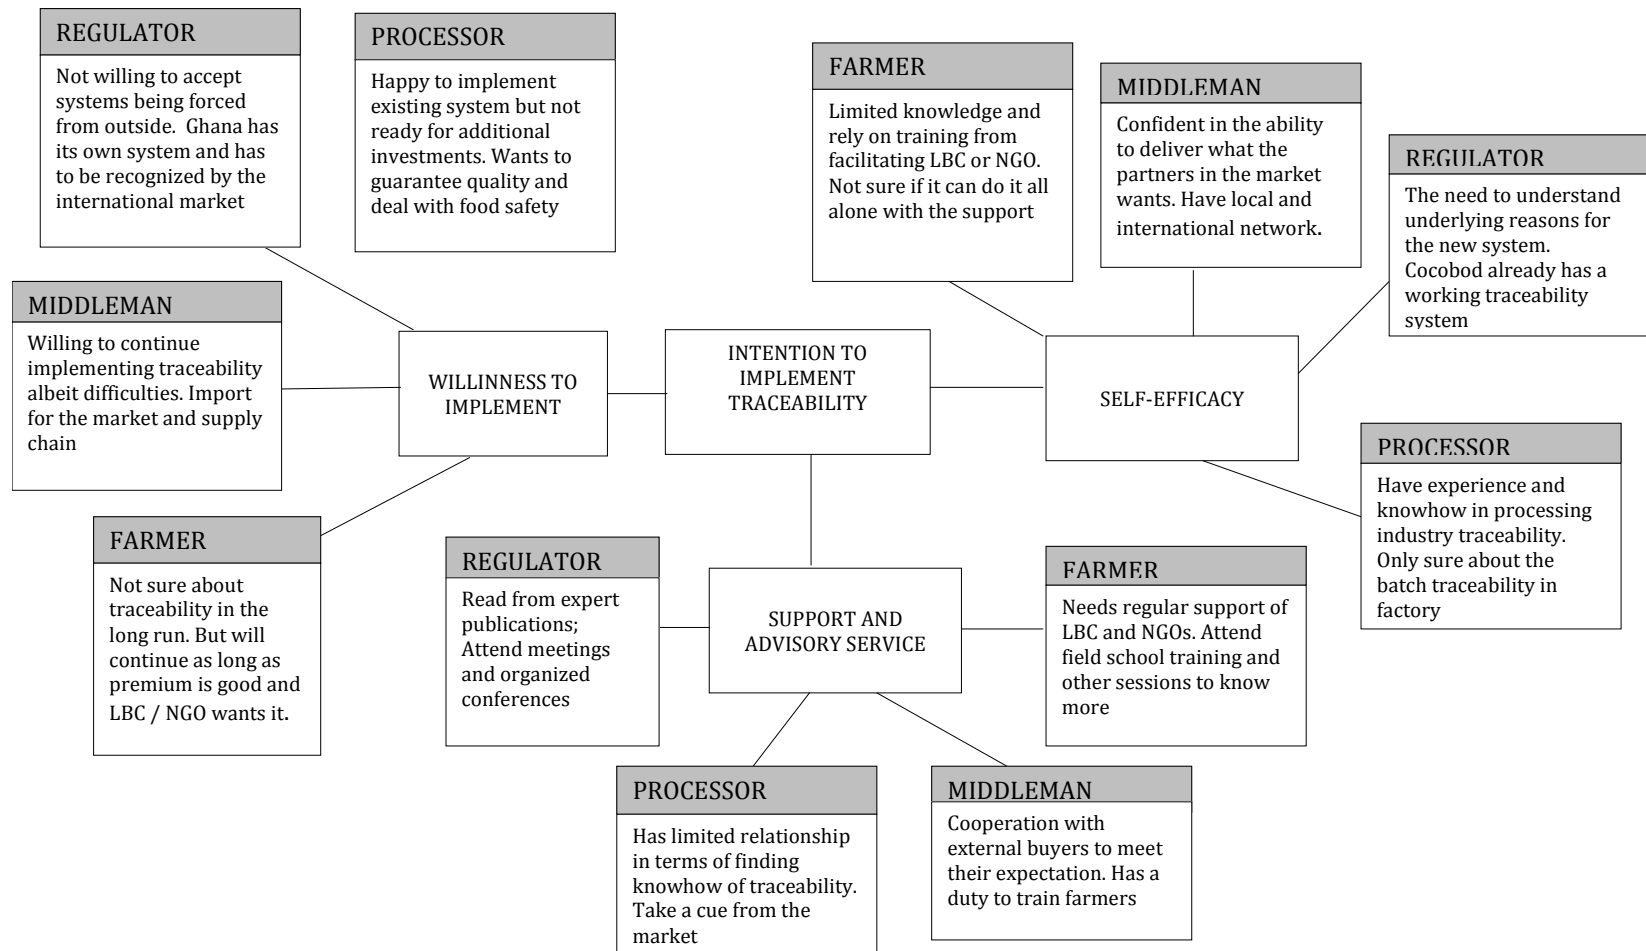 REGULATOR
Not willing to accept
systems being forced
from outside.  Ghana has
its own system and has
to be recognized by the
international market
PROCESSOR
Happy to implement
existing system but not
ready for additional
investments. Wants to
guarantee quality and
deal with food safety
FARMER
Limited knowledge and
rely on training from
facilitating LBC or NGO.
Not sure if it can do it all
alone with the support
MIDDLEMAN
Confident in the ability
to deliver what the
partners in the market
wants. Have local and
international network.
REGULATOR
The need to understand
underlying reasons for
the new system.
Cocobod already has a
working traceability
system
MIDDLEMAN
Willing to continue
implementing traceability
albeit difficulties. Import
for the market and supply
chain
WILLINNESS TO
IMPLEMENT
INTENTION TO
IMPLEMENT
TRACEABILITY
SELF-EFFICACY
PROCESSOR
Have experience and
knowhow in processing
industry traceability.
Only sure about the
batch traceability in
factory
FARMER
Not sure about
traceability in the
long run. But will
continue as long as
premium is good and
LBC / NGO wants it.
REGULATOR
Read from expert
publications;
Attend meetings
and organized
conferences
SUPPORT AND
ADVISORY SERVICE
FARMER
Needs regular support of
LBC and NGOs. Attend
field school training and
other sessions to know
more
PROCESSOR
Has limited relationship
in terms of finding
knowhow of traceability.
Take a cue from the
market
MIDDLEMAN
Cooperation with
external buyers to meet
their expectation. Has a
duty to train farmers